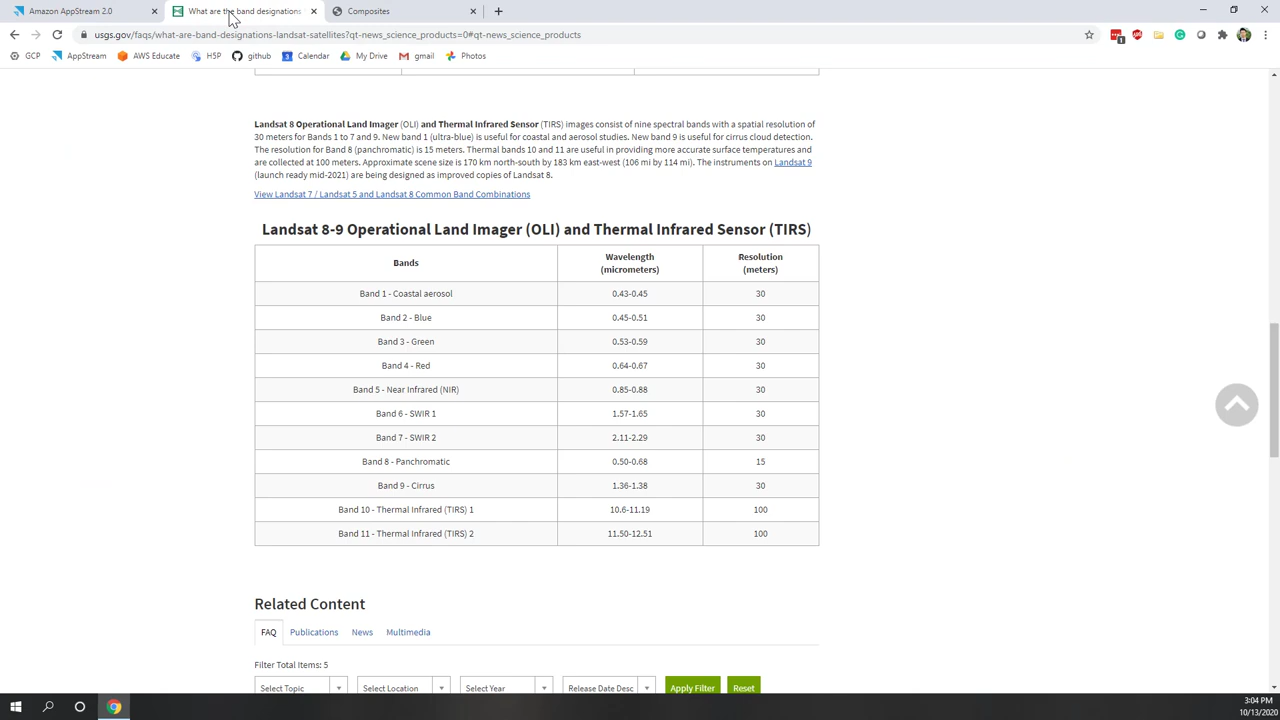 Amazon AppStream 2.0
What are the band designations
Composites
usgs.gov/faqs/what-are-band-designations-landsat-satellites?qt-news_science_products=0#qt-news_science_products
1
GCP
AppStream
AWS Educate
H5P
github
3
Calendar
My Drive
gmail
Photos
Landsat 8 Operational Land Imager (OLI) and Thermal Infrared Sensor (TIRS) images consist of nine spectral bands with a spatial resolution of
30 meters for Bands 1 to 7 and 9. New band 1 (ultra-blue) is useful for coastal and aerosol studies. New band 9 is useful for cirrus cloud detection.
The resolution for Band 8 (panchromatic) is 15 meters. Thermal bands 10 and 11 are useful in providing more accurate surface temperatures and
are collected at 100 meters. Approximate scene size is 170 km north-south by 183 km east-west (106 mi by 114 mi). The instruments on Landsat 9
(launch ready mid-2021) are being designed as improved copies of Landsat 8.
View Landsat 7 / Landsat 5 and Landsat 8 Common Band Combinations
Landsat 8-9 Operational Land Imager (OLI) and Thermal Infrared Sensor (TIRS)
Bands Wavelength (micrometers) Resolution (meters)
Band 1 - Coastal aerosol 0.43-0.45 30
Band 2 - Blue 0.45-0.51 30
Band 3 - Green 0.53-0.59 30
Band 4 - Red 0.64-0.67 30
Band 5 - Near Infrared (NIR) 0.85-0.88 30
Band 6 - SWIR 1 1.57-1.65 30
Band 7 - SWIR 2 2.11-2.29 30
Band 8 - Panchromatic 0.50-0.68 15
Band 9 - Cirrus 1.36-1.38 30
Band 10 - Thermal Infrared (TIRS) 1 10.6-11.19 100
Band 11 - Thermal Infrared (TIRS) 2 11.50-12.51 100
Related Content
FAQ Publications News Multimedia
Filter Total Items: 5
Select Topic Select Location Select Year Release Date Desc Apply Filter Reset
3:04 PM
10/13/2020